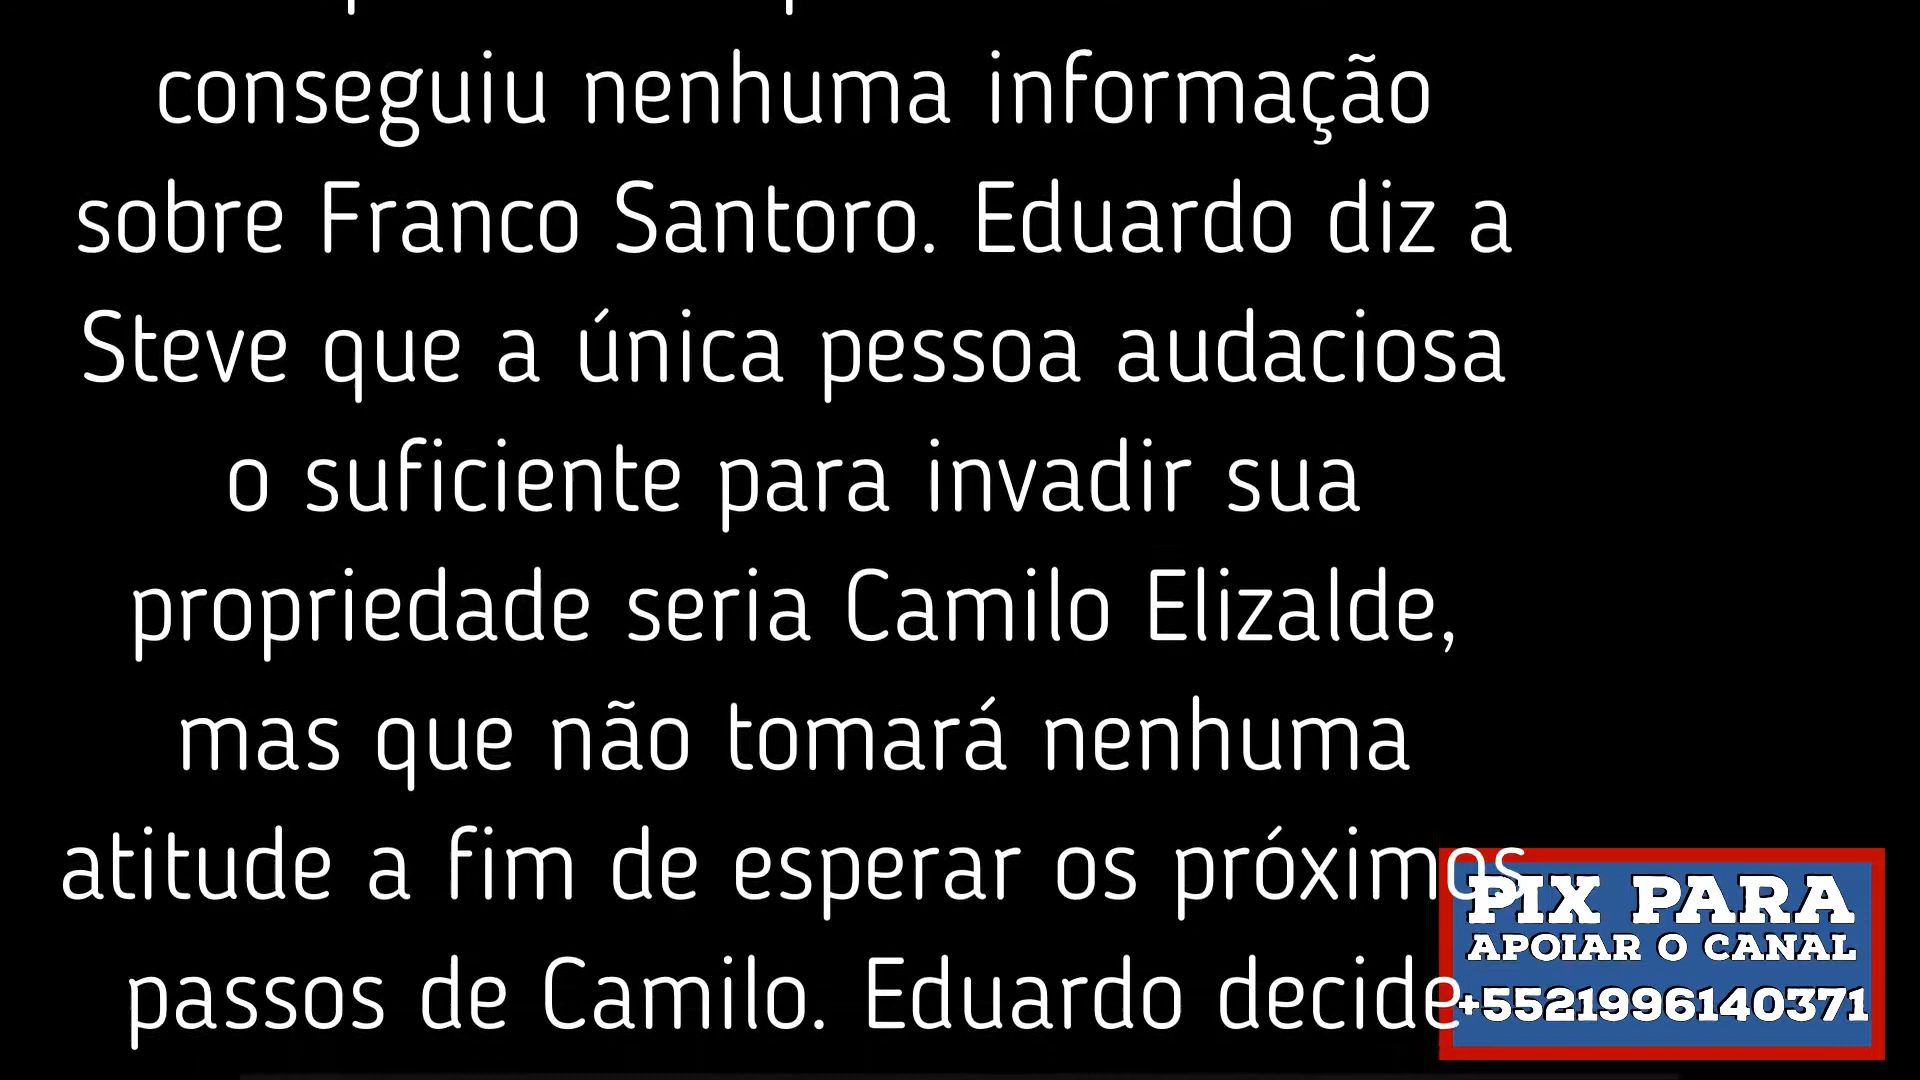 conseguiu nenhuma informação
sobre Franco Santoro. Eduardo diz a
Steve que a única pessoa audaciosa
o suficiente para invadir sua
propriedade seria Camilo Elizalde,
mas que não tomará nenhuma
atitude a fim de esperar os próximos
passos de Camilo. Eduardo decide
PIX PARA
APOIAR O CANAL
+5521996140371